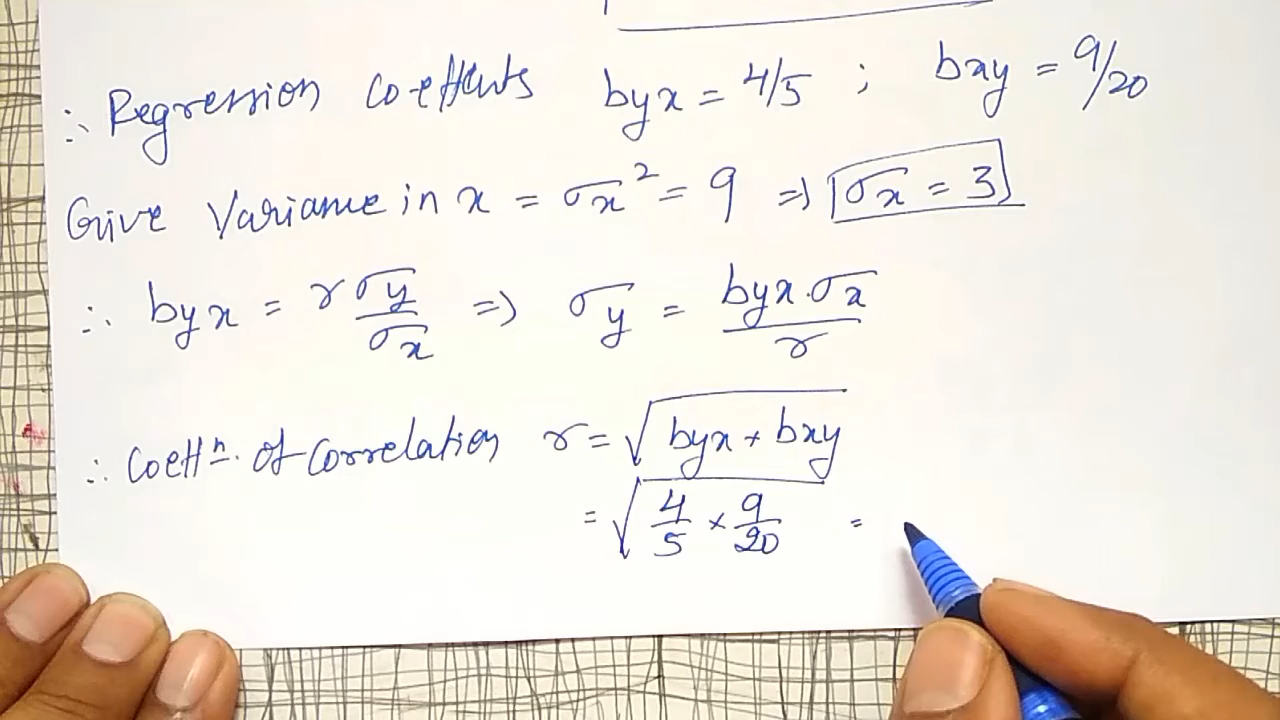 ∴ Regression co-effients byx = 4/5 ; bxy = 9/20
Give Variance in x = σx² = 9 ⇒ σx = 3
∴ byx = r σy/σx ⇒ σy = byx.σx/r
∴ Coeffⁿ. of Correlation r = √(byx * bxy)
= √(4/5 × 9/20) =